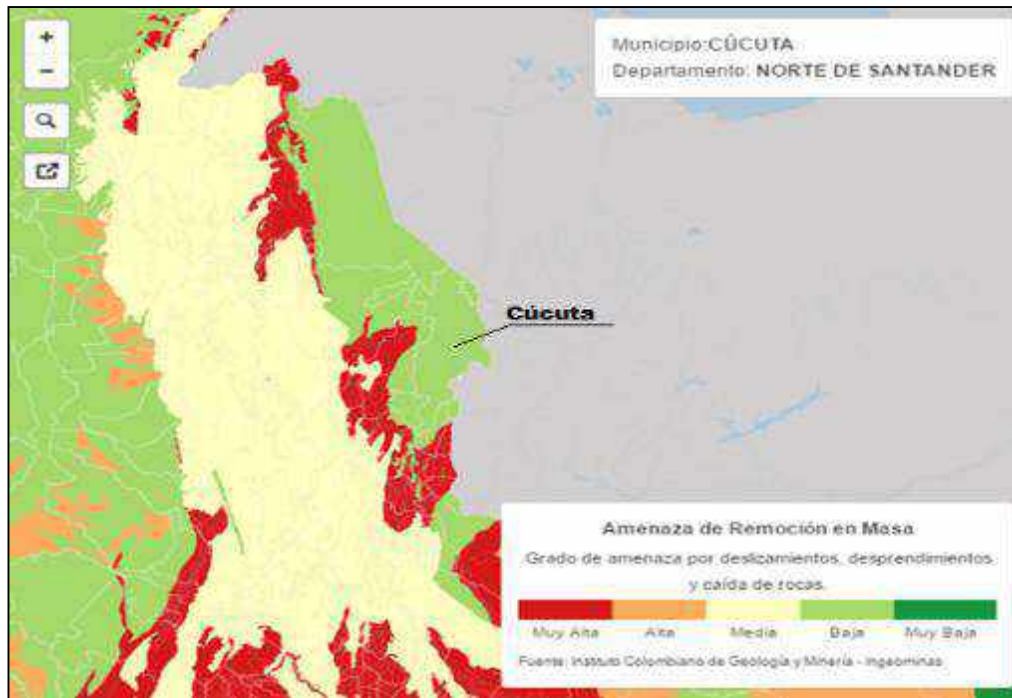 +
−
Municipio:CÚCUTA
Departamento: NORTE DE SANTANDER
Cúcuta
Amenaza de Remoción en Masa
Grado de amenaza por deslizamientos, desprendimientos
y caída de rocas.
Muy Alta Alta Media Baja Muy Baja
Fuente: Instituto Colombiano de Geología y Minería - Ingeominas